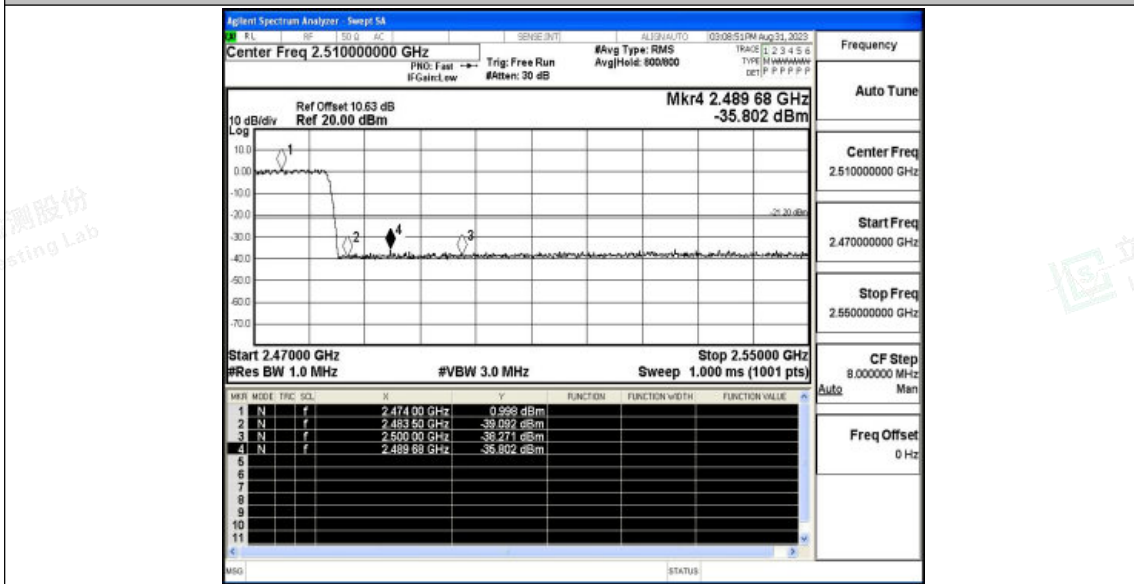 Agilent Spectrum Analyzer - Swept SA
RL RF 50 Ω AC SENSE:INT ALIGNAUTO 03:08:51PM Aug 31, 2023
Center Freq 2.510000000 GHz #Avg Type: RMS TRACE 1 2 3 4 5 6
PNO: Fast Trig: Free Run Avg|Hold: 800/800 TYPE M WWWWW
IFGain:Low #Atten: 30 dB DET P P P P P P
Mkr4 2.489 68 GHz
Ref Offset 10.63 dB
10 dB/div Ref 20.00 dBm -35.802 dBm
Log
10.0
0.00
-10.0
-20.0
-30.0
-40.0
-50.0
-60.0
-70.0
1
2
4
3
-21.20 dBm
Start 2.47000 GHz Stop 2.55000 GHz
#Res BW 1.0 MHz #VBW 3.0 MHz Sweep 1.000 ms (1001 pts)
MKR MODE TRC SCL X Y FUNCTION FUNCTION WIDTH FUNCTION VALUE
1 N f 2.474 00 GHz 0.998 dBm
2 N f 2.483 50 GHz -39.092 dBm
3 N f 2.500 00 GHz -38.271 dBm
4 N f 2.489 68 GHz -35.802 dBm
5
6
7
8
9
10
11
MSG STATUS
Frequency
Auto Tune
Center Freq
2.510000000 GHz
Start Freq
2.470000000 GHz
Stop Freq
2.550000000 GHz
CF Step
8.000000 MHz
Auto Man
Freq Offset
0 Hz
测股份
esting Lab
立